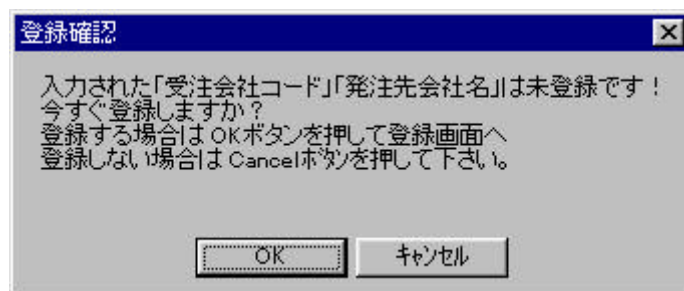 登録確認
入力された「受注会社コード」「発注先会社名」は未登録です！
今すぐ登録しますか？
登録する場合はOKボタンを押して登録画面へ
登録しない場合はCancelボタンを押して下さい。
OK
キャンセル